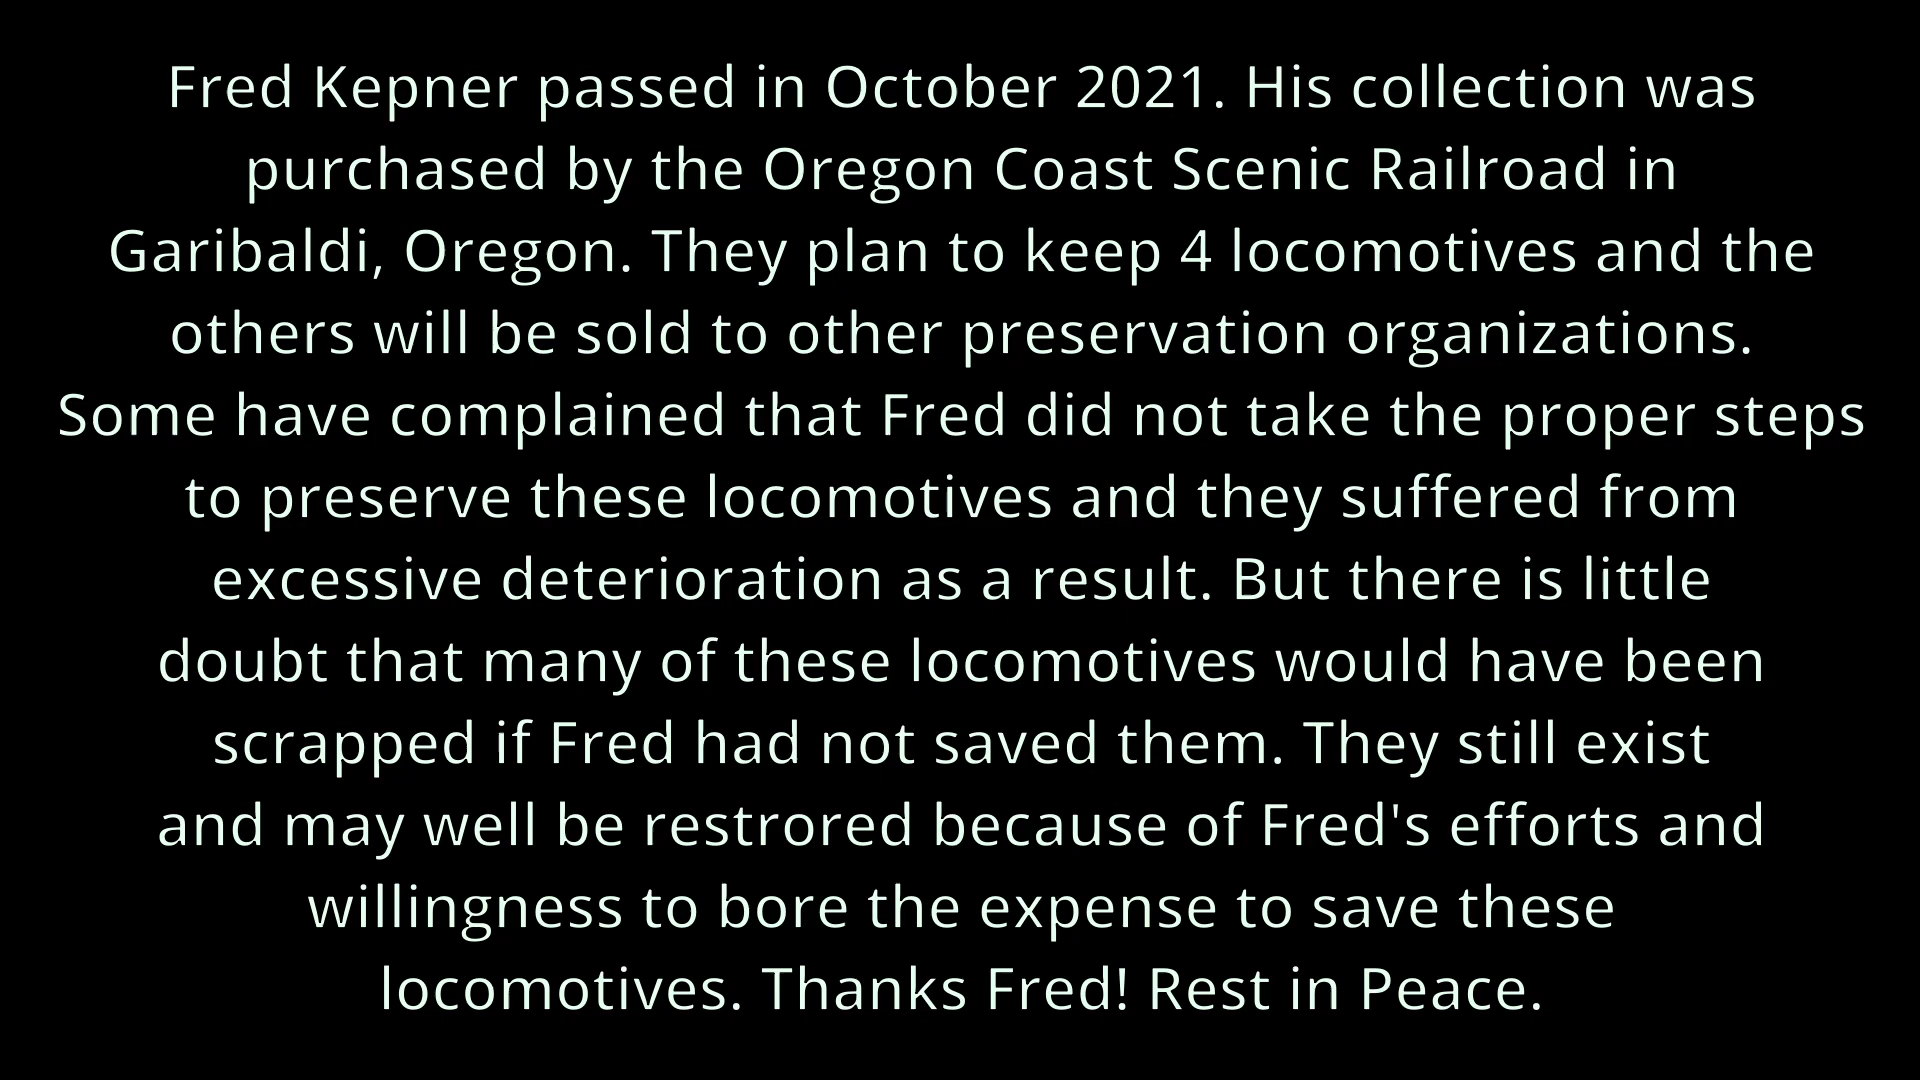 Fred Kepner passed in October 2021. His collection was
purchased by the Oregon Coast Scenic Railroad in
Garibaldi, Oregon. They plan to keep 4 locomotives and the
others will be sold to other preservation organizations.
Some have complained that Fred did not take the proper steps
to preserve these locomotives and they suffered from
excessive deterioration as a result. But there is little
doubt that many of these locomotives would have been
scrapped if Fred had not saved them. They still exist
and may well be restrored because of Fred's efforts and
willingness to bore the expense to save these
locomotives. Thanks Fred! Rest in Peace.